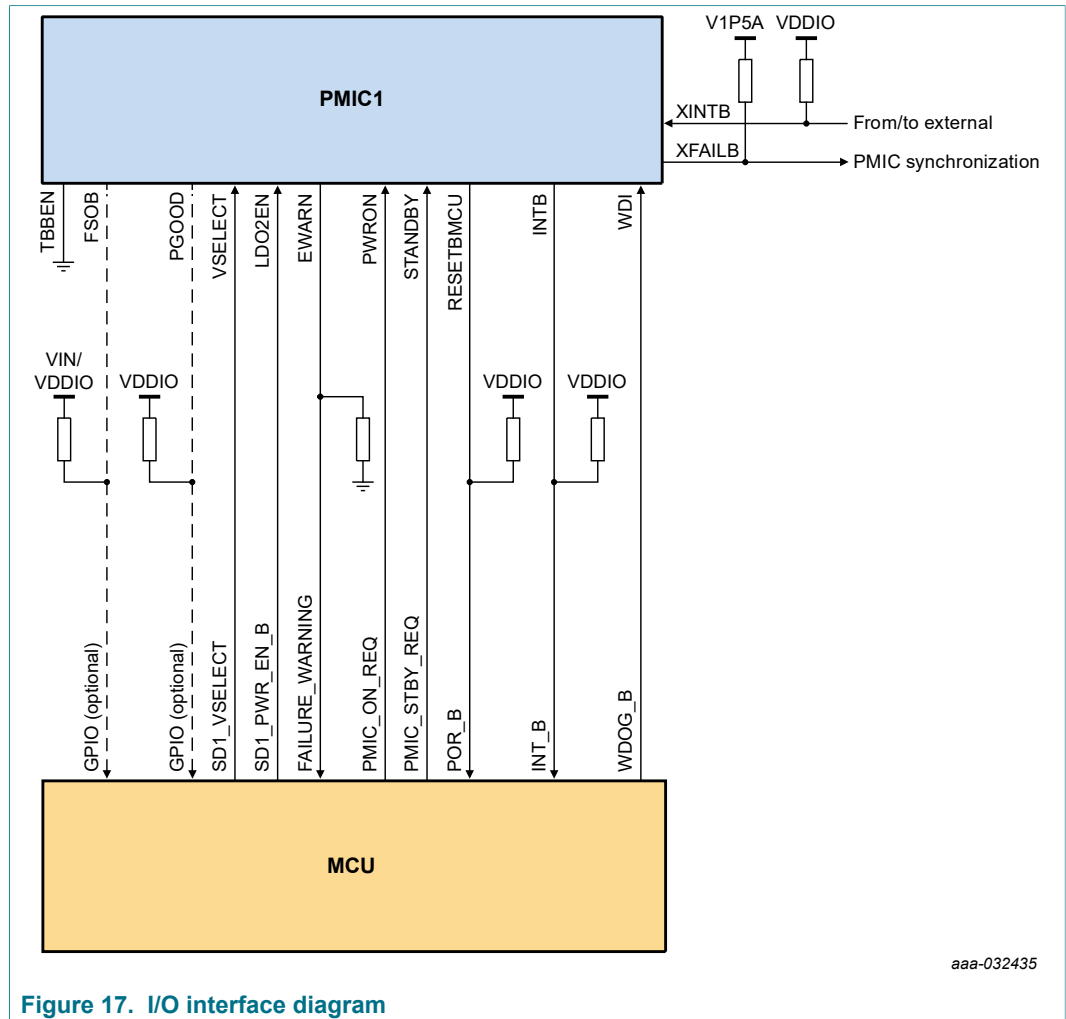 V1P5A VDDIO
PMIC1
XINTB
From/to external
XFAILB
PMIC synchronization
TBBEN
FSOB
PGOOD
VSELECT
LDO2EN
EWARN
PWRON
STANDBY
RESETBMCU
INTB
WDI
VIN/
VDDIO
VDDIO
VDDIO
VDDIO
GPIO (optional)
GPIO (optional)
SD1_VSELECT
SD1_PWR_EN_B
FAILURE_WARNING
PMIC_ON_REQ
PMIC_STBY_REQ
POR_B
INT_B
WDOG_B
MCU
aaa-032435
Figure 17. I/O interface diagram